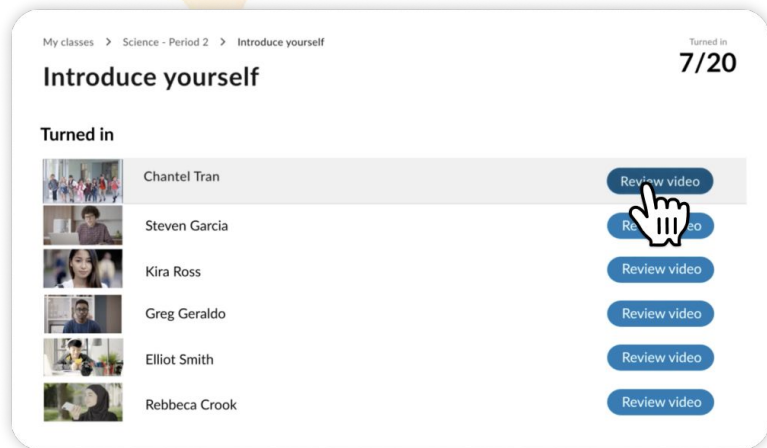 My classes > Science - Period 2 > Introduce yourself
Turned in
7/20
Introduce yourself
Turned in
Chantel Tran Review video
Steven Garcia
Kira Ross Review video
Greg Geraldo Review video
Elliot Smith Review video
Rebbeca Crook Review video